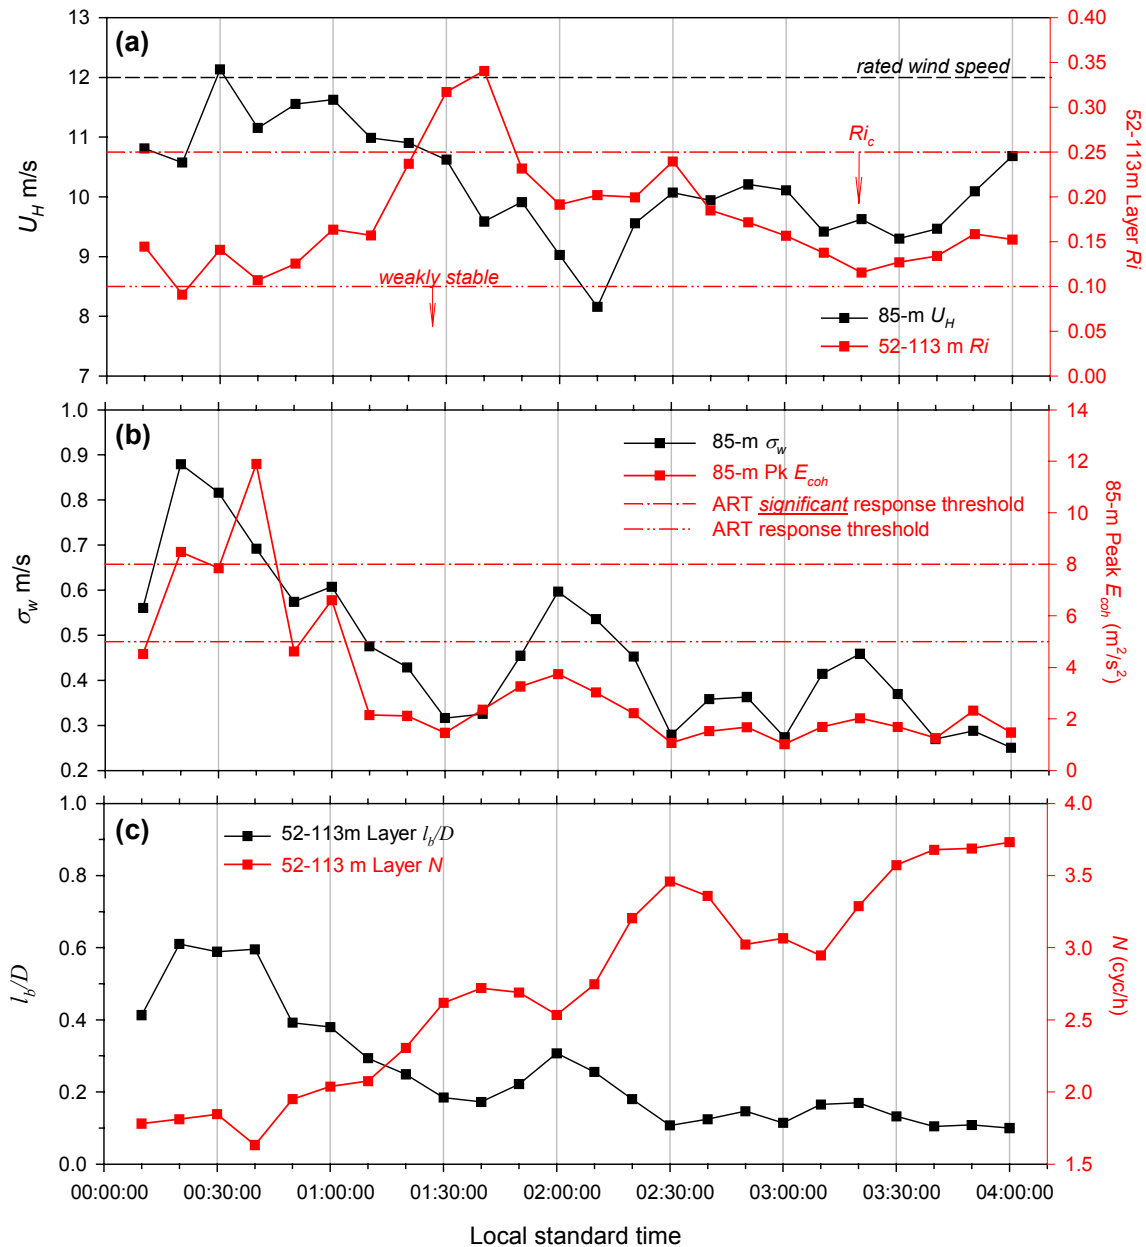 (a)
13
12
11
10
9
8
7
U_H m/s
0.40
0.35
0.30
0.25
0.20
0.15
0.10
0.05
0.00
52-113m Layer Ri
rated wind speed
Ri_c
weakly stable
85-m U_H
52-113 m Ri
(b)
1.0
0.9
0.8
0.7
0.6
0.5
0.4
0.3
0.2
σ_w m/s
14
12
10
8
6
4
2
0
85-m Peak E_coh (m²/s²)
85-m σ_w
85-m Pk E_coh
ART significant response threshold
ART response threshold
(c)
1.0
0.8
0.6
0.4
0.2
0.0
l_b/D
4.0
3.5
3.0
2.5
2.0
1.5
N (cyc/h)
52-113m Layer l_b/D
52-113 m Layer N
00:00:00 00:30:00 01:00:00 01:30:00 02:00:00 02:30:00 03:00:00 03:30:00 04:00:00
Local standard time